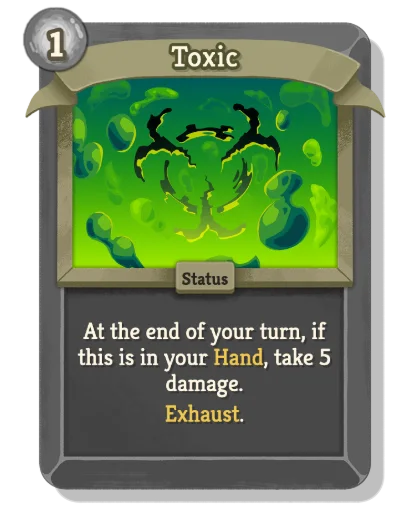 1
Toxic
Status
At the end of your turn, if
this is in your Hand, take 5
damage.
Exhaust.